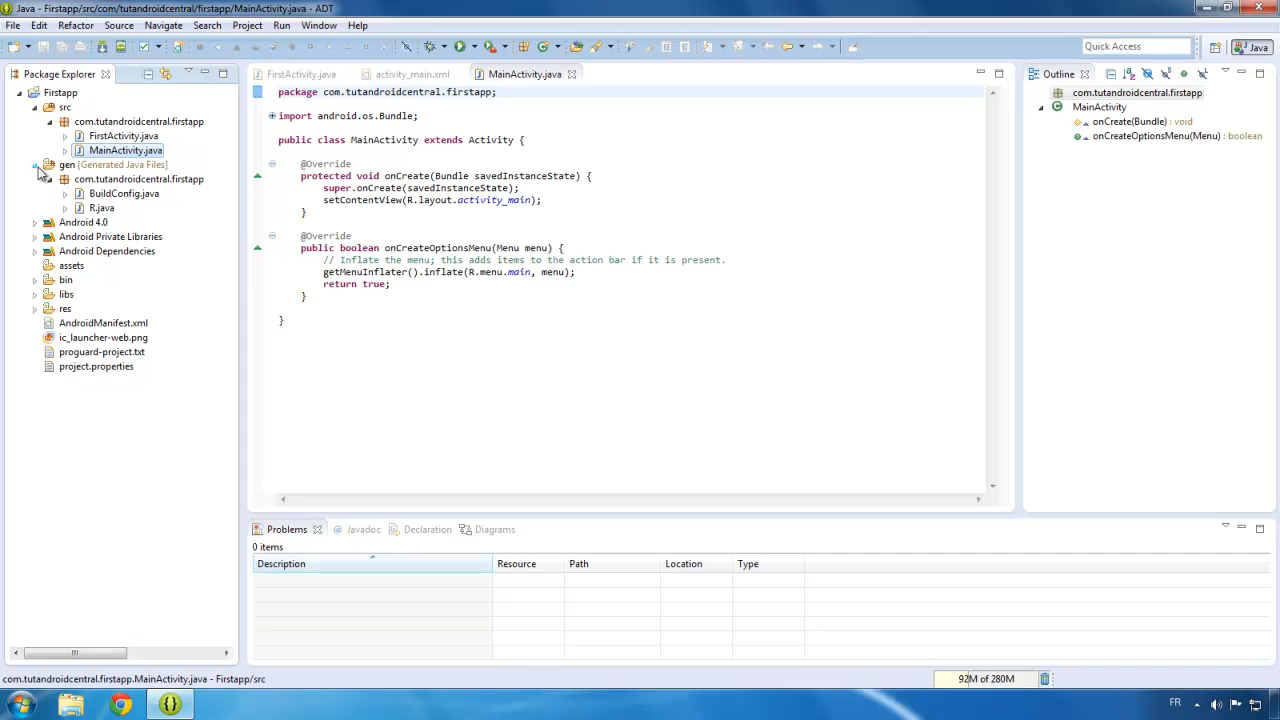 Java - Firstapp/src/com/tutandroidcentral/firstapp/MainActivity.java - ADT
File Edit Refactor Source Navigate Search Project Run Window Help
Quick Access
Java
Package Explorer
Firstapp
src
com.tutandroidcentral.firstapp
FirstActivity.java
MainActivity.java
gen [Generated Java Files]
com.tutandroidcentral.firstapp
BuildConfig.java
R.java
Android 4.0
Android Private Libraries
Android Dependencies
assets
bin
libs
res
AndroidManifest.xml
ic_launcher-web.png
proguard-project.txt
project.properties
FirstActivity.java activity_main.xml MainActivity.java
package com.tutandroidcentral.firstapp;
import android.os.Bundle;
public class MainActivity extends Activity {
@Override
protected void onCreate(Bundle savedInstanceState) {
super.onCreate(savedInstanceState);
setContentView(R.layout.activity_main);
}
@Override
public boolean onCreateOptionsMenu(Menu menu) {
// Inflate the menu; this adds items to the action bar if it is present.
getMenuInflater().inflate(R.menu.main, menu);
return true;
}
}
Outline
com.tutandroidcentral.firstapp
MainActivity
onCreate(Bundle) : void
onCreateOptionsMenu(Menu) : boolean
Problems @ Javadoc Declaration Diagrams
0 items
Description Resource Path Location Type
com.tutandroidcentral.firstapp.MainActivity.java - Firstapp/src
92M of 280M
FR